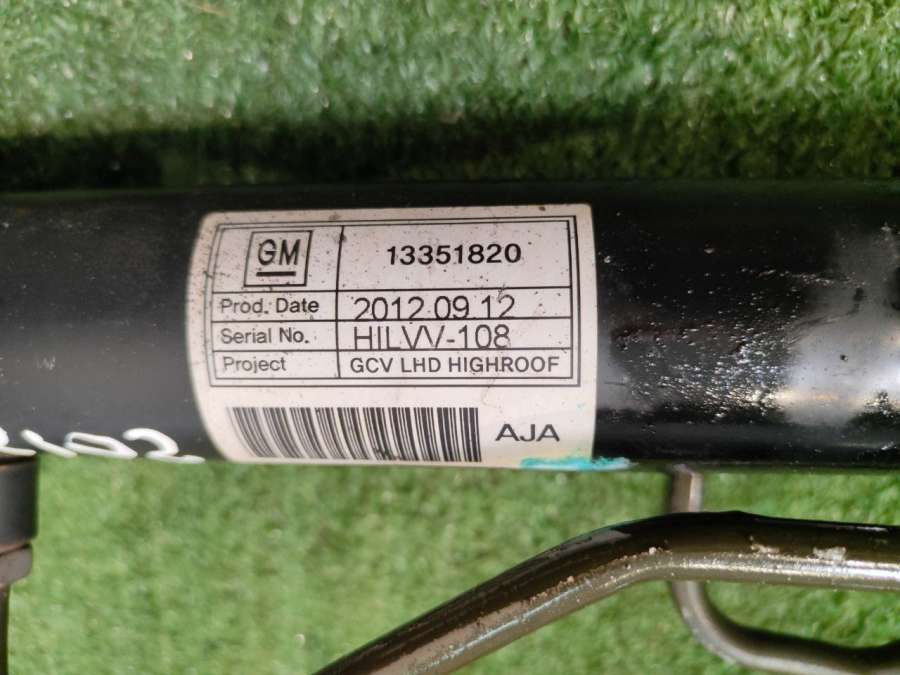 GM 13351820
Prod. Date 2012.09.12
Serial No. HILVV-108
Project GCV LHD HIGHROOF
AJA